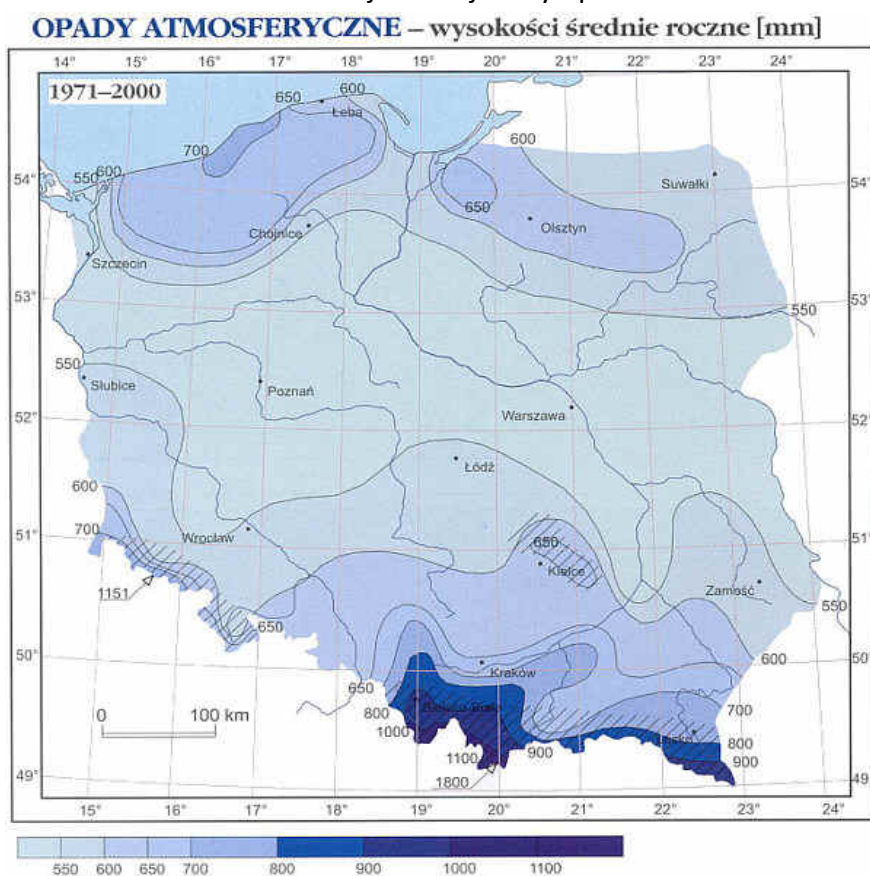 OPADY ATMOSFERYCZNE – wysokości średnie roczne [mm]
14° 15° 16° 17° 18° 19° 20° 21° 22° 23° 24°
1971–2000
650
600
Łeba
700
600
550
600
54°
Suwałki
54°
650
Olsztyn
Chojnice
Szczecin
53°
53°
550
550
Słubice
Poznań
52°
Warszawa
52°
Łódź
600
700
51°
Wrocław
650
51°
Kielce
1151
Zamość
550
650
50°
600
50°
Kraków
650
0 100 km
800
Bielsko-Biała
700
1000
1100
900
800
900
49°
1800
49°
15° 16° 17° 18° 19° 20° 21° 22° 23° 24°
550 600 650 700 800 900 1000 1100